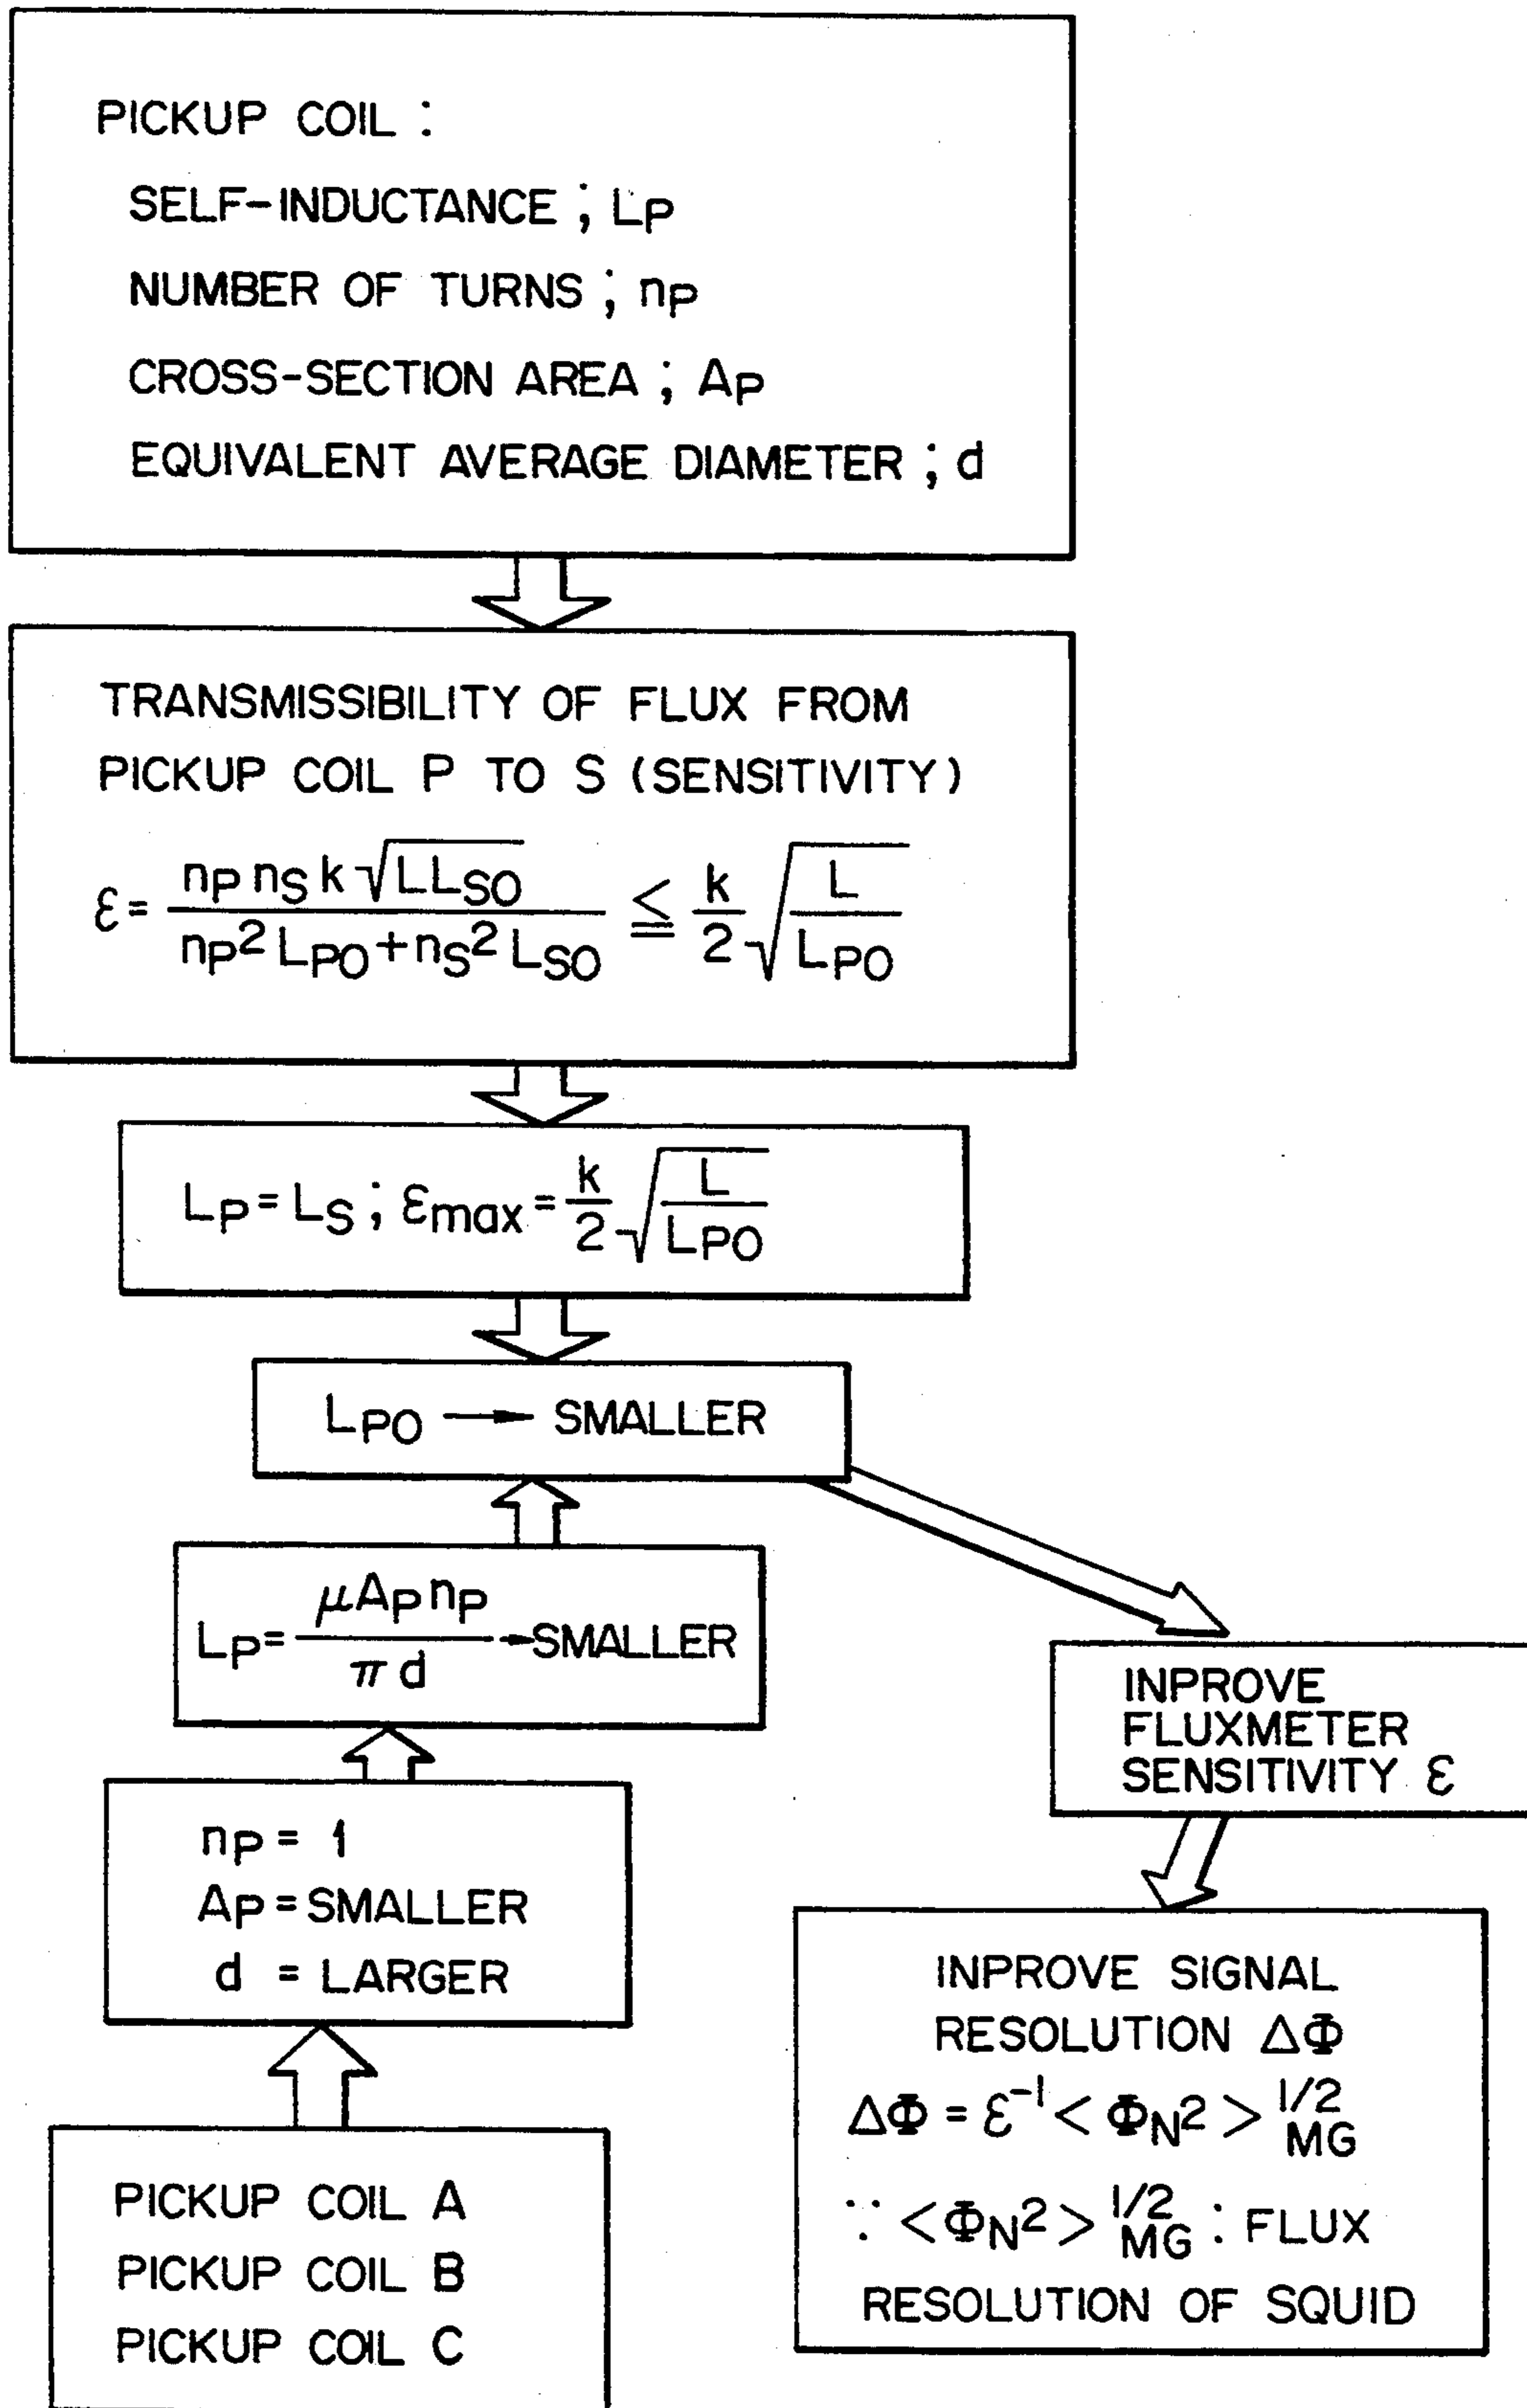 PICKUP COIL :
SELF-INDUCTANCE ; LP
NUMBER OF TURNS ; nP
CROSS-SECTION AREA ; AP
EQUIVALENT AVERAGE DIAMETER ; d
TRANSMISSIBILITY OF FLUX FROM
PICKUP COIL P TO S (SENSITIVITY)
ε = nP nS k √(L LSO) / (nP² LPO + nS² LSO) ≦ k/2 √(L/LPO)
LP = LS ; εmax = k/2 √(L/LPO)
LPO → SMALLER
LP = μ AP nP / π d → SMALLER
nP = 1
AP = SMALLER
d = LARGER
PICKUP COIL A
PICKUP COIL B
PICKUP COIL C
INPROVE
FLUXMETER
SENSITIVITY ε
INPROVE SIGNAL
RESOLUTION ΔΦ
ΔΦ = ε⁻¹ < ΦN² > 1/2 MG
∵ < ΦN² > 1/2 MG : FLUX
RESOLUTION OF SQUID